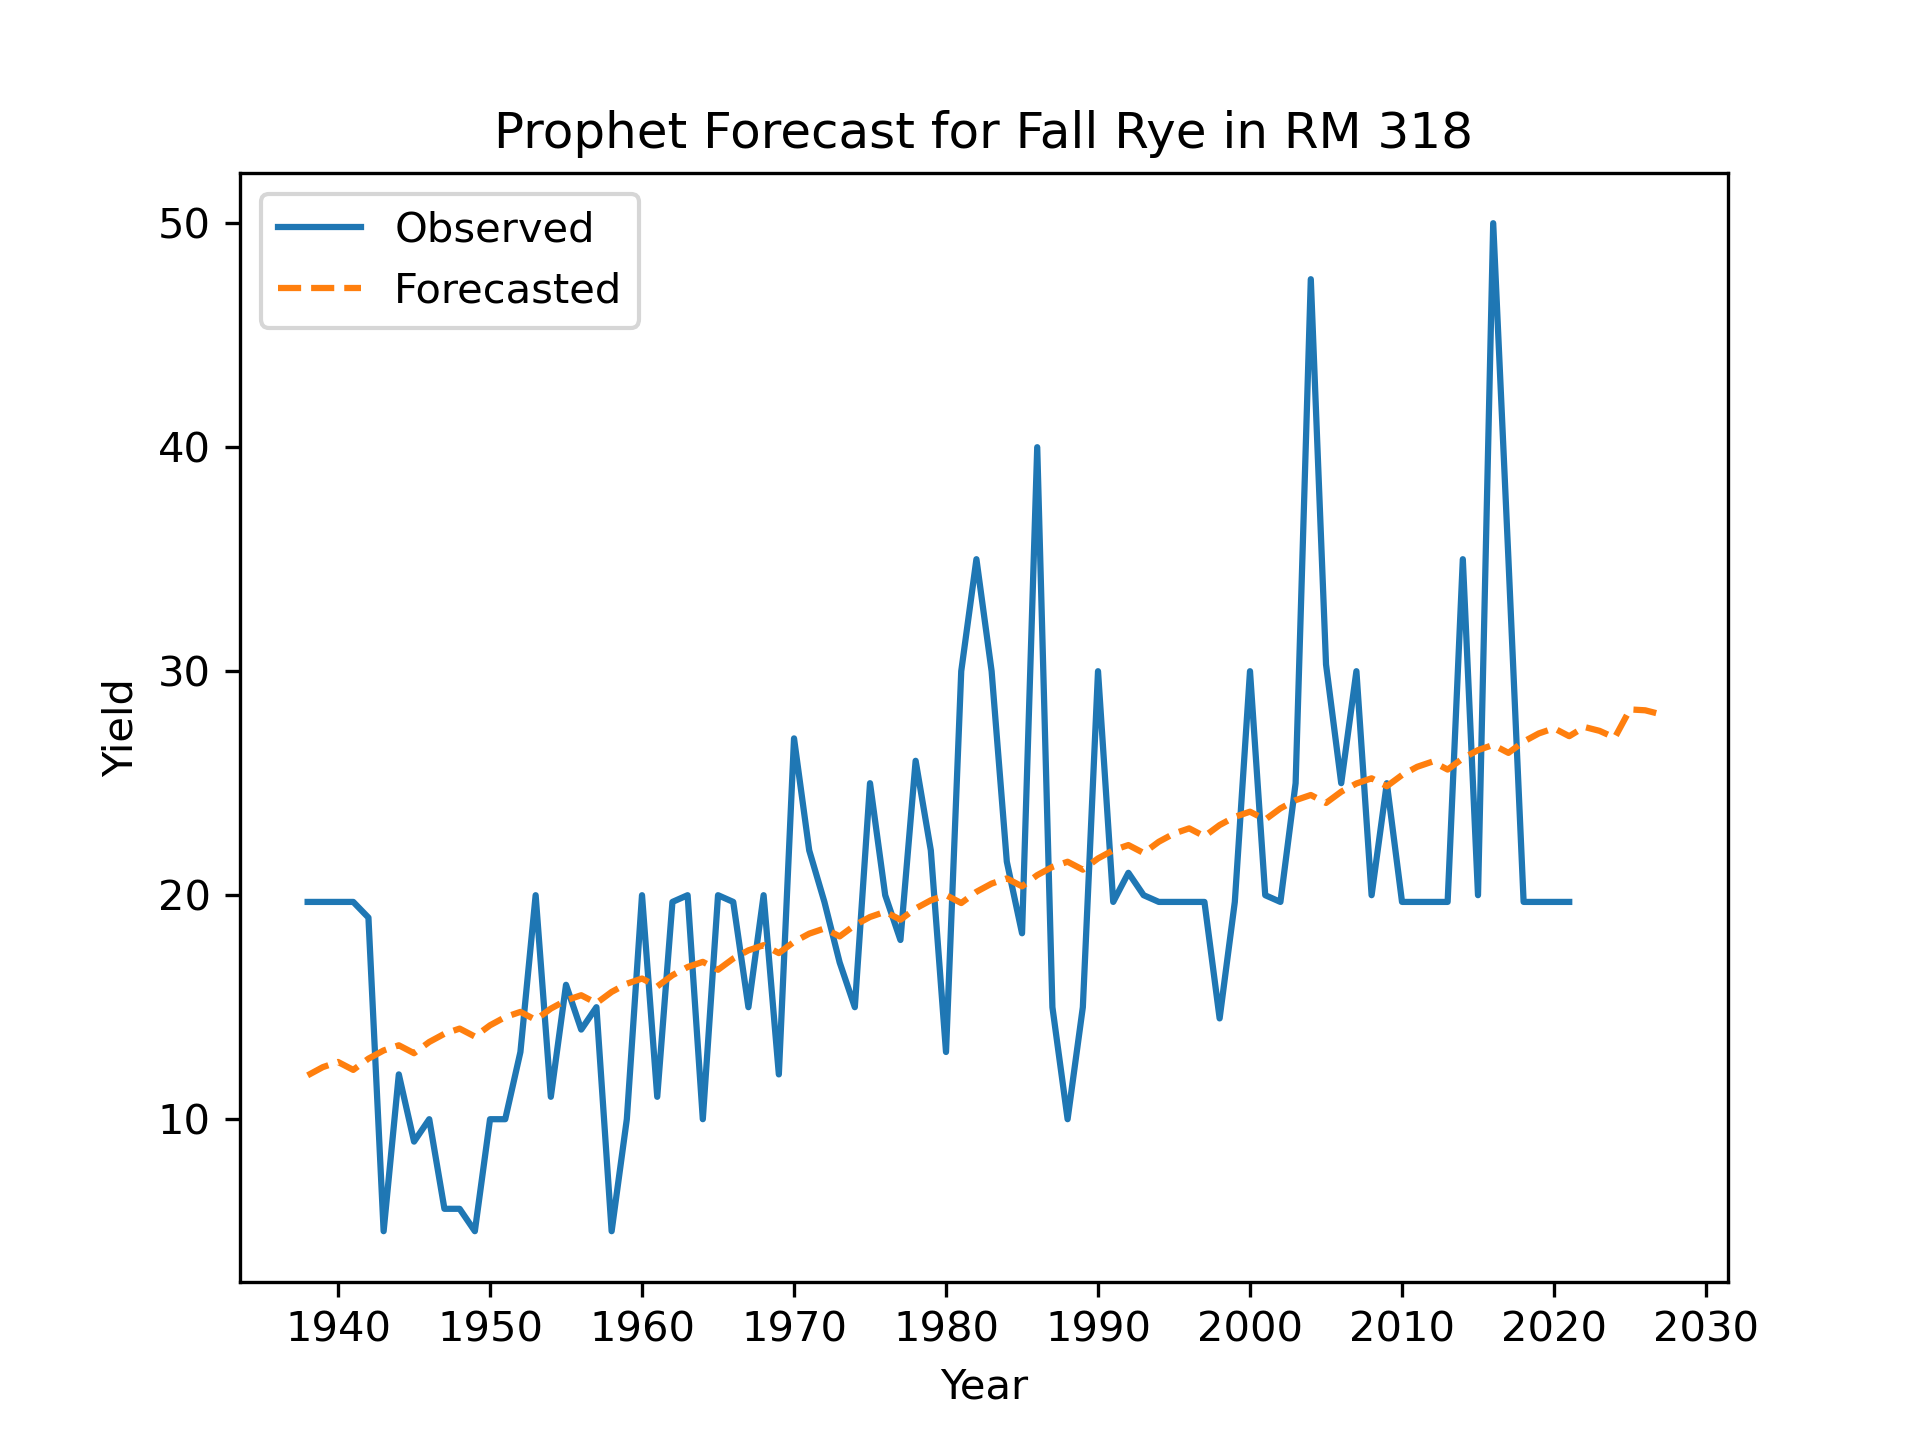 Prophet Forecast for Fall Rye in RM 318
Observed
Forecasted
50
40
30
20
10
Yield
1940 1950 1960 1970 1980 1990 2000 2010 2020 2030
Year